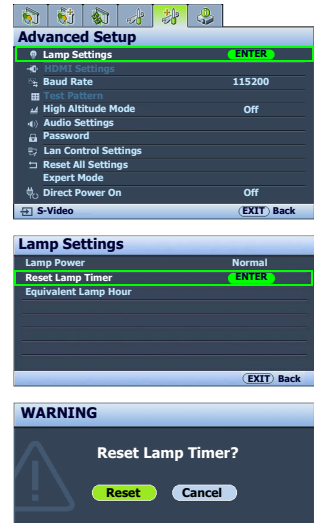 Advanced Setup
Lamp Settings ENTER
HDMI Settings
Baud Rate 115200
Test Pattern
High Altitude Mode Off
Audio Settings
Password
Lan Control Settings
Reset All Settings
Expert Mode
Direct Power On Off
S-Video EXIT Back
Lamp Settings
Lamp Power Normal
Reset Lamp Timer ENTER
Equivalent Lamp Hour
EXIT Back
WARNING
Reset Lamp Timer?
Reset Cancel